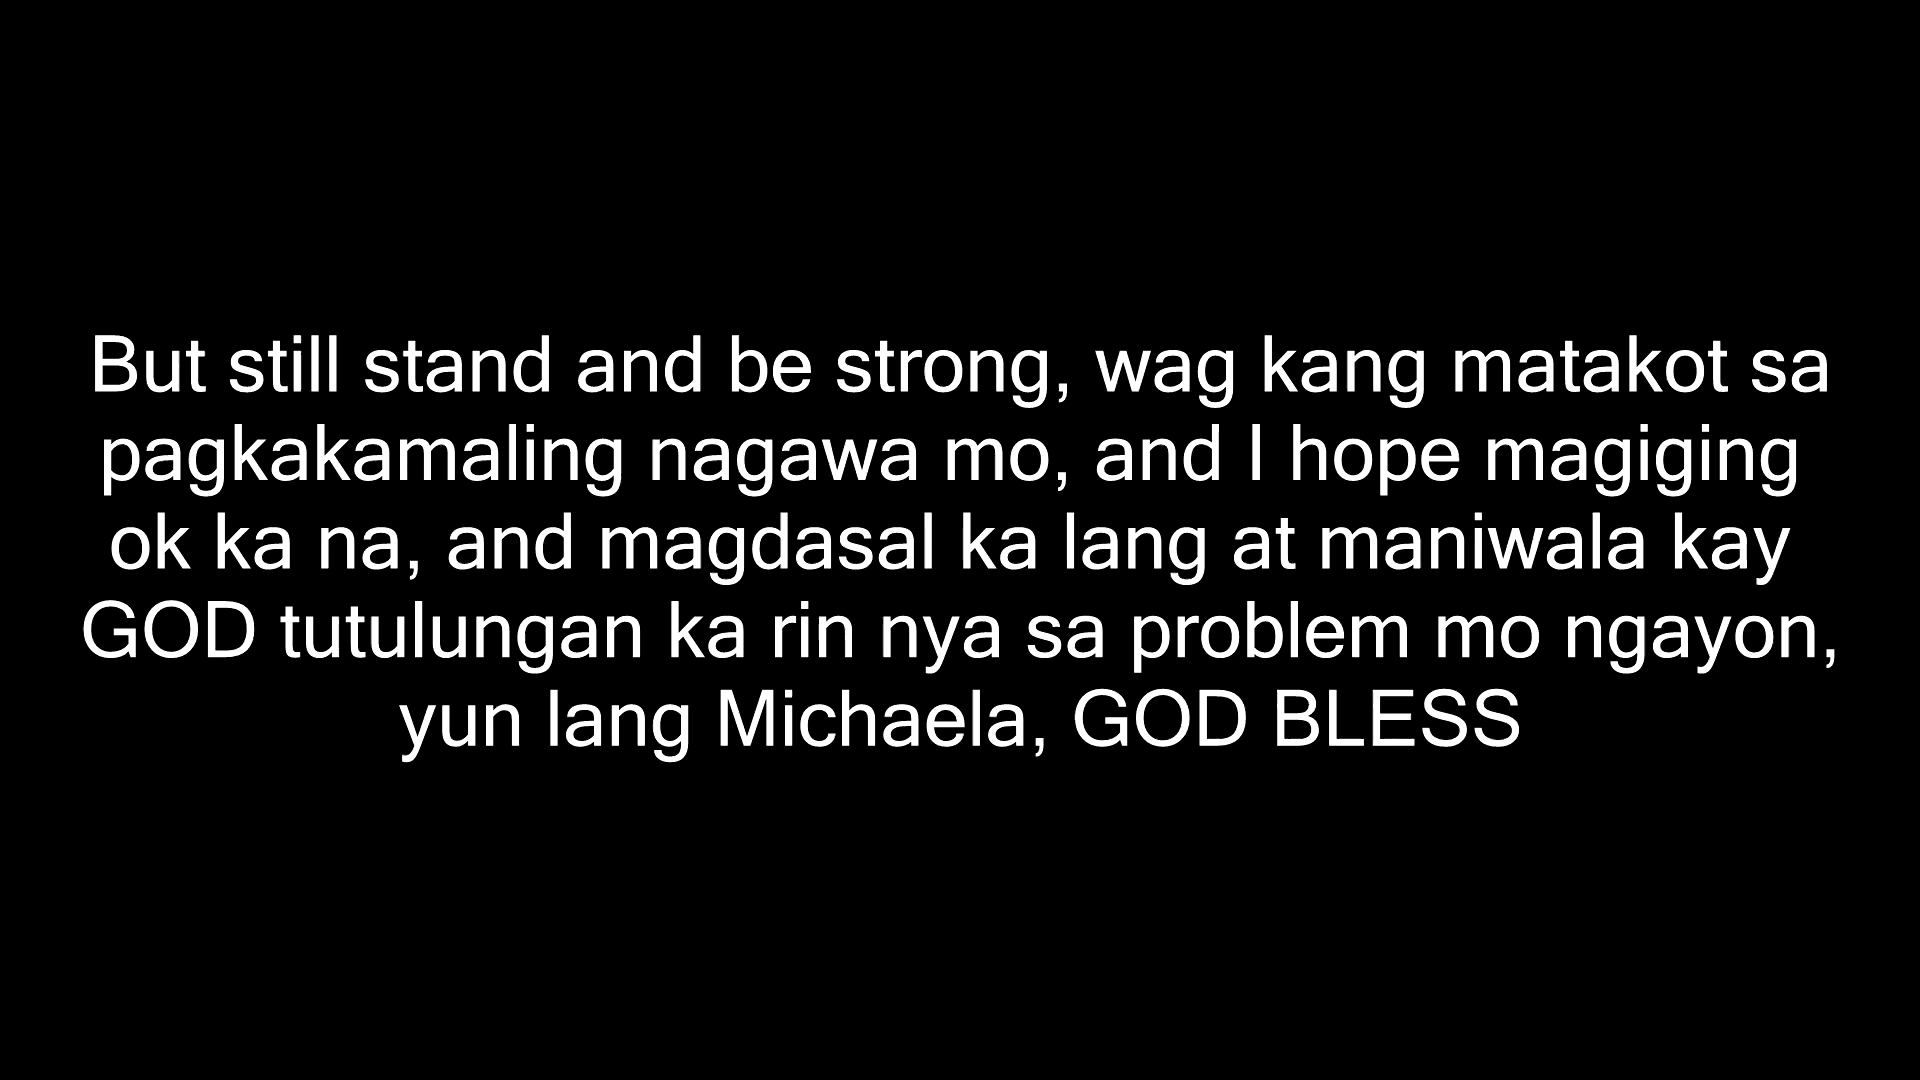 But still stand and be strong, wag kang matakot sa
pagkakamaling nagawa mo, and I hope magiging
ok ka na, and magdasal ka lang at maniwala kay
GOD tutulungan ka rin nya sa problem mo ngayon,
yun lang Michaela, GOD BLESS